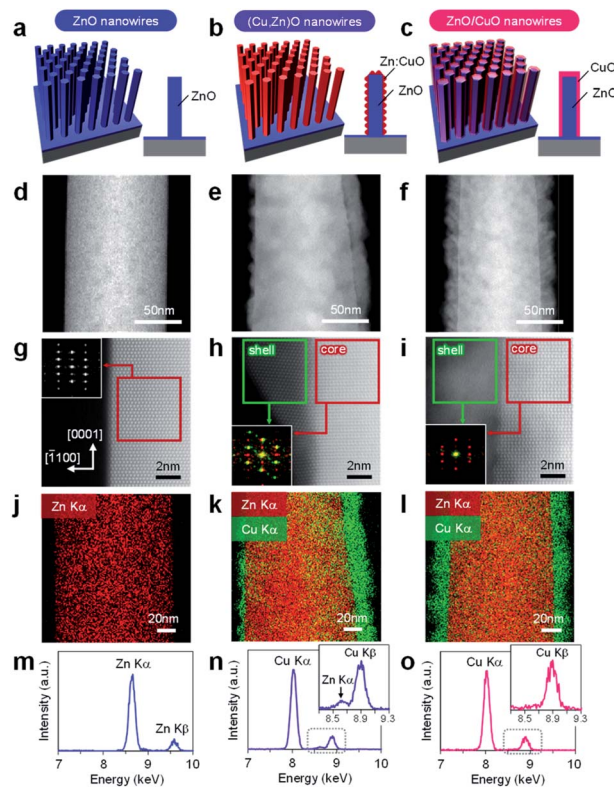 a ZnO nanowires b (Cu,Zn)O nanowires c ZnO/CuO nanowires
ZnO
Zn:CuO
ZnO
CuO
ZnO
d e f
50nm 50nm 50nm
g h shell core i shell core
[0001]
[1̄100]
2nm 2nm 2nm
j Zn Kα k Zn Kα l Zn Kα
Cu Kα Cu Kα
20nm 20nm 20nm
m n o
Intensity (a.u.)
Zn Kα
Zn Kβ
7 8 9 10
Energy (keV)
Intensity (a.u.)
Cu Kα
Cu Kβ
Zn Kα
8.5 8.9 9.3
6 7 8 9 10
Energy (keV)
Intensity (a.u.)
Cu Kα
Cu Kβ
8.5 8.9 9.3
7 8 9 10
Energy (keV)